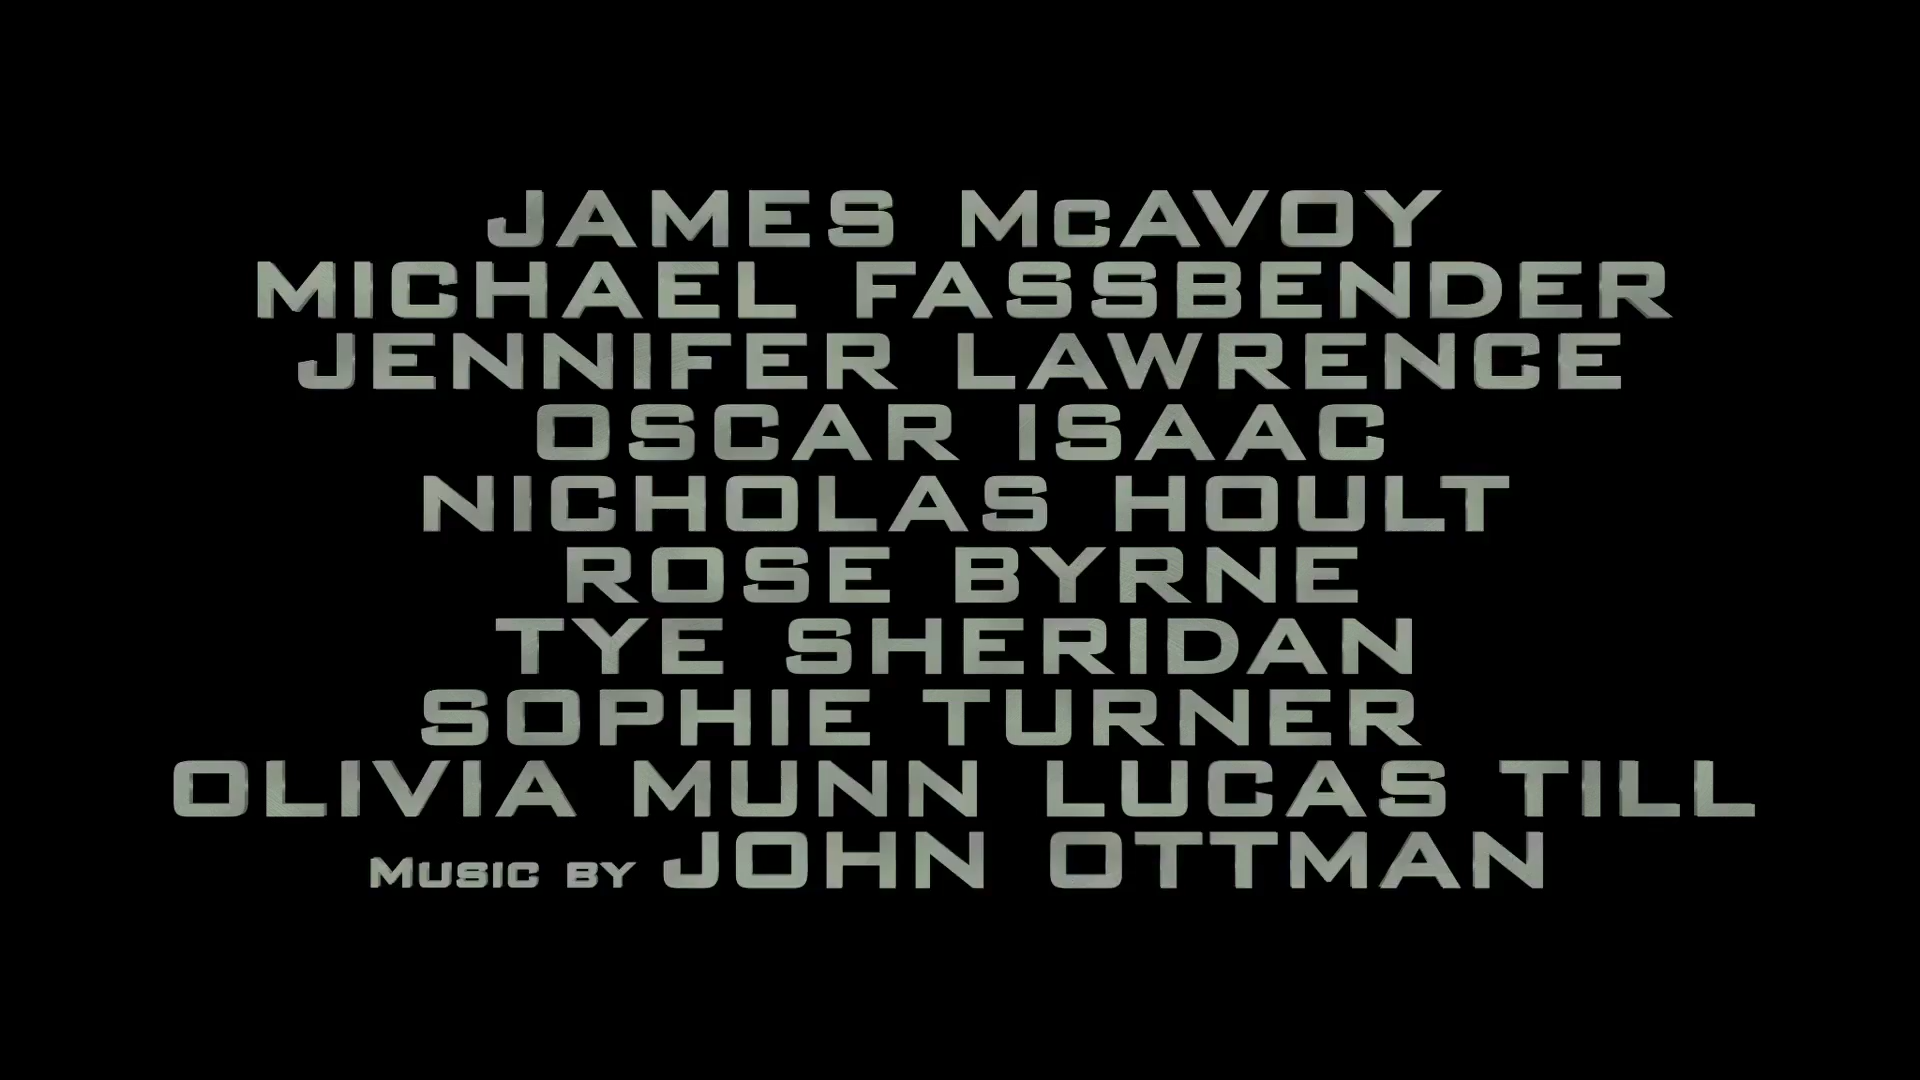 JAMES McAVOY
MICHAEL FASSBENDER
JENNIFER LAWRENCE
OSCAR ISAAC
NICHOLAS HOULT
ROSE BYRNE
TYE SHERIDAN
SOPHIE TURNER
OLIVIA MUNN LUCAS TILL
MUSIC BY JOHN OTTMAN